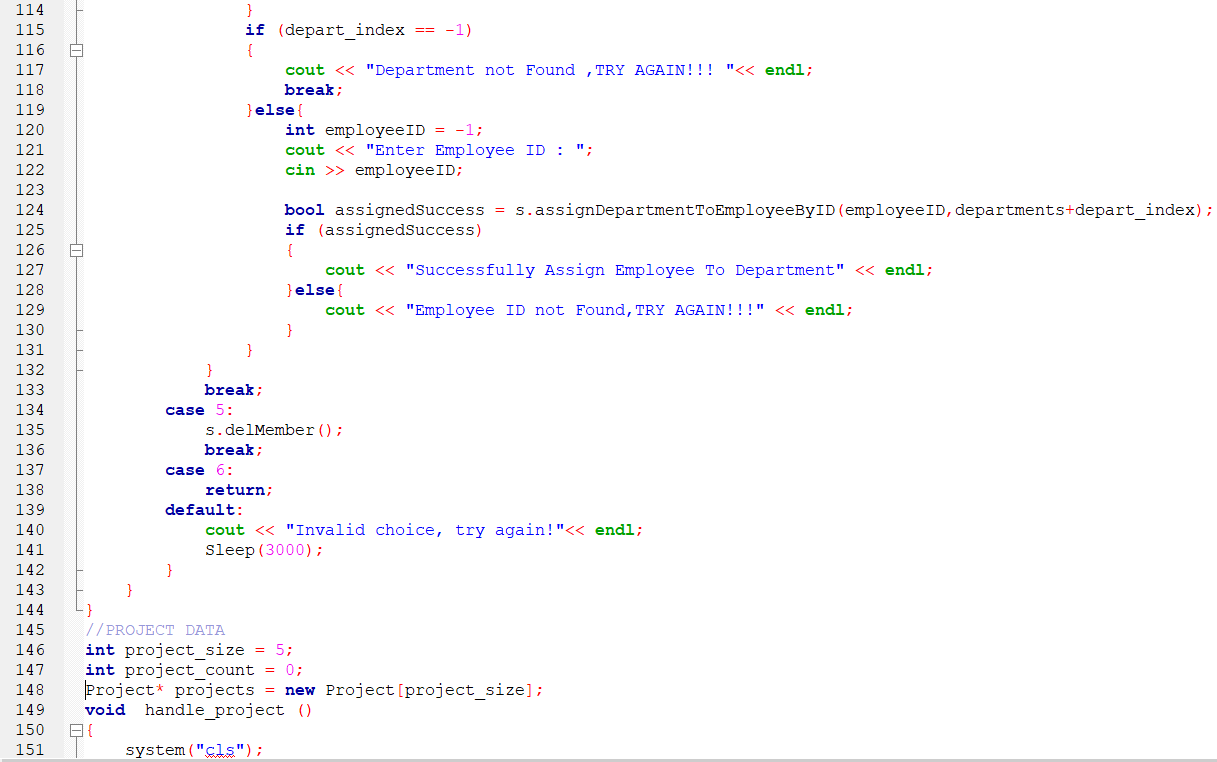 114 }
115 if (depart_index == -1)
116 {
117 cout << "Department not Found ,TRY AGAIN!!! "<< endl;
118 break;
119 }else{
120 int employeeID = -1;
121 cout << "Enter Employee ID : ";
122 cin >> employeeID;
123
124 bool assignedSuccess = s.assignDepartmentToEmployeeByID(employeeID,departments+depart_index);
125 if (assignedSuccess)
126 {
127 cout << "Successfully Assign Employee To Department" << endl;
128 }else{
129 cout << "Employee ID not Found,TRY AGAIN!!!" << endl;
130 }
131 }
132 }
133 break;
134 case 5:
135 s.delMember();
136 break;
137 case 6:
138 return;
139 default:
140 cout << "Invalid choice, try again!"<< endl;
141 Sleep(3000);
142 }
143 }
144 }
145 //PROJECT DATA
146 int project_size = 5;
147 int project_count = 0;
148 Project* projects = new Project[project_size];
149 void  handle_project ()
150 {
151 system("cls");